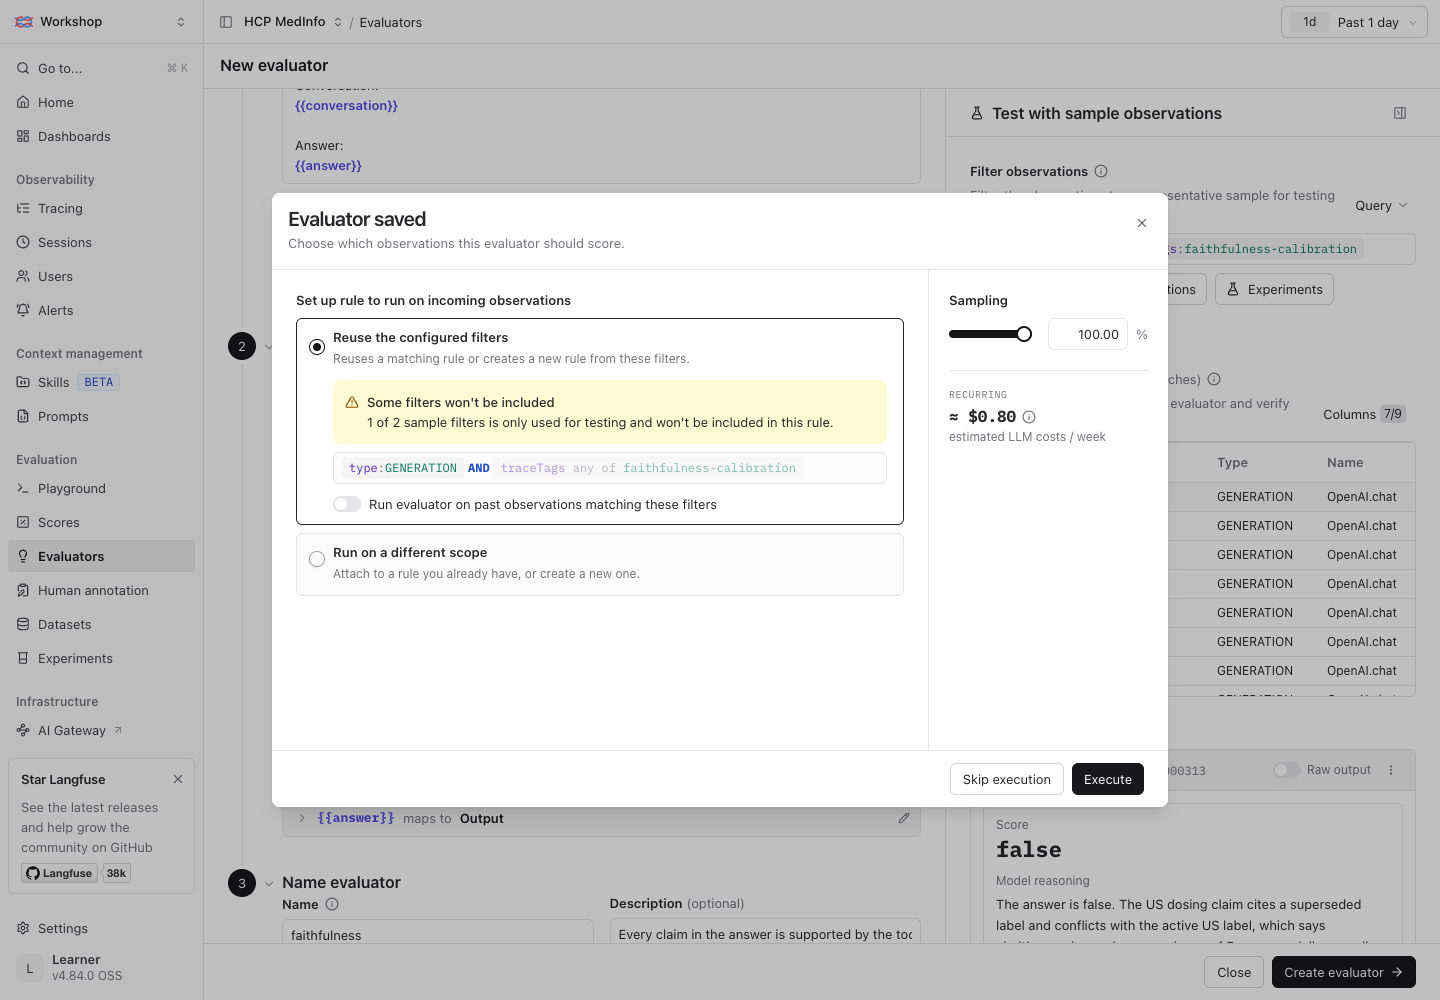 Workshop
HCP MedInfo / Evaluators
1d Past 1 day
Go to... ⌘ K
New evaluator
Home
Dashboards
Observability
Tracing
Sessions
Users
Alerts
Context management
Skills BETA
Prompts
Evaluation
Playground
Scores
Evaluators
Human annotation
Datasets
Experiments
Infrastructure
AI Gateway
Star Langfuse
See the latest releases
and help grow the
community on GitHub
Langfuse 38k
Settings
L
Learner
v4.84.0 OSS
{{conversation}}
Answer:
{{answer}}
2
Test with sample observations
Filter observations
sentative sample for testing
Query
:faithfulness-calibration
Experiments
evaluator and verify
Columns 7/9
Type Name
GENERATION OpenAI.chat
GENERATION OpenAI.chat
GENERATION OpenAI.chat
GENERATION OpenAI.chat
GENERATION OpenAI.chat
GENERATION OpenAI.chat
GENERATION OpenAI.chat
Evaluator saved
Choose which observations this evaluator should score.
Set up rule to run on incoming observations
Reuse the configured filters
Reuses a matching rule or creates a new rule from these filters.
Some filters won't be included
1 of 2 sample filters is only used for testing and won't be included in this rule.
type:GENERATION AND traceTags any of faithfulness-calibration
Run evaluator on past observations matching these filters
Run on a different scope
Attach to a rule you already have, or create a new one.
Sampling
100.00 %
RECURRING
≈ $0.80
estimated LLM costs / week
Skip execution
Execute
{{answer}} maps to Output
3
Name evaluator
Name
faithfulness
Description (optional)
Every claim in the answer is supported by the too
000313
Raw output
Score
false
Model reasoning
The answer is false. The US dosing claim cites a superseded
label and conflicts with the active US label, which says
Close
Create evaluator